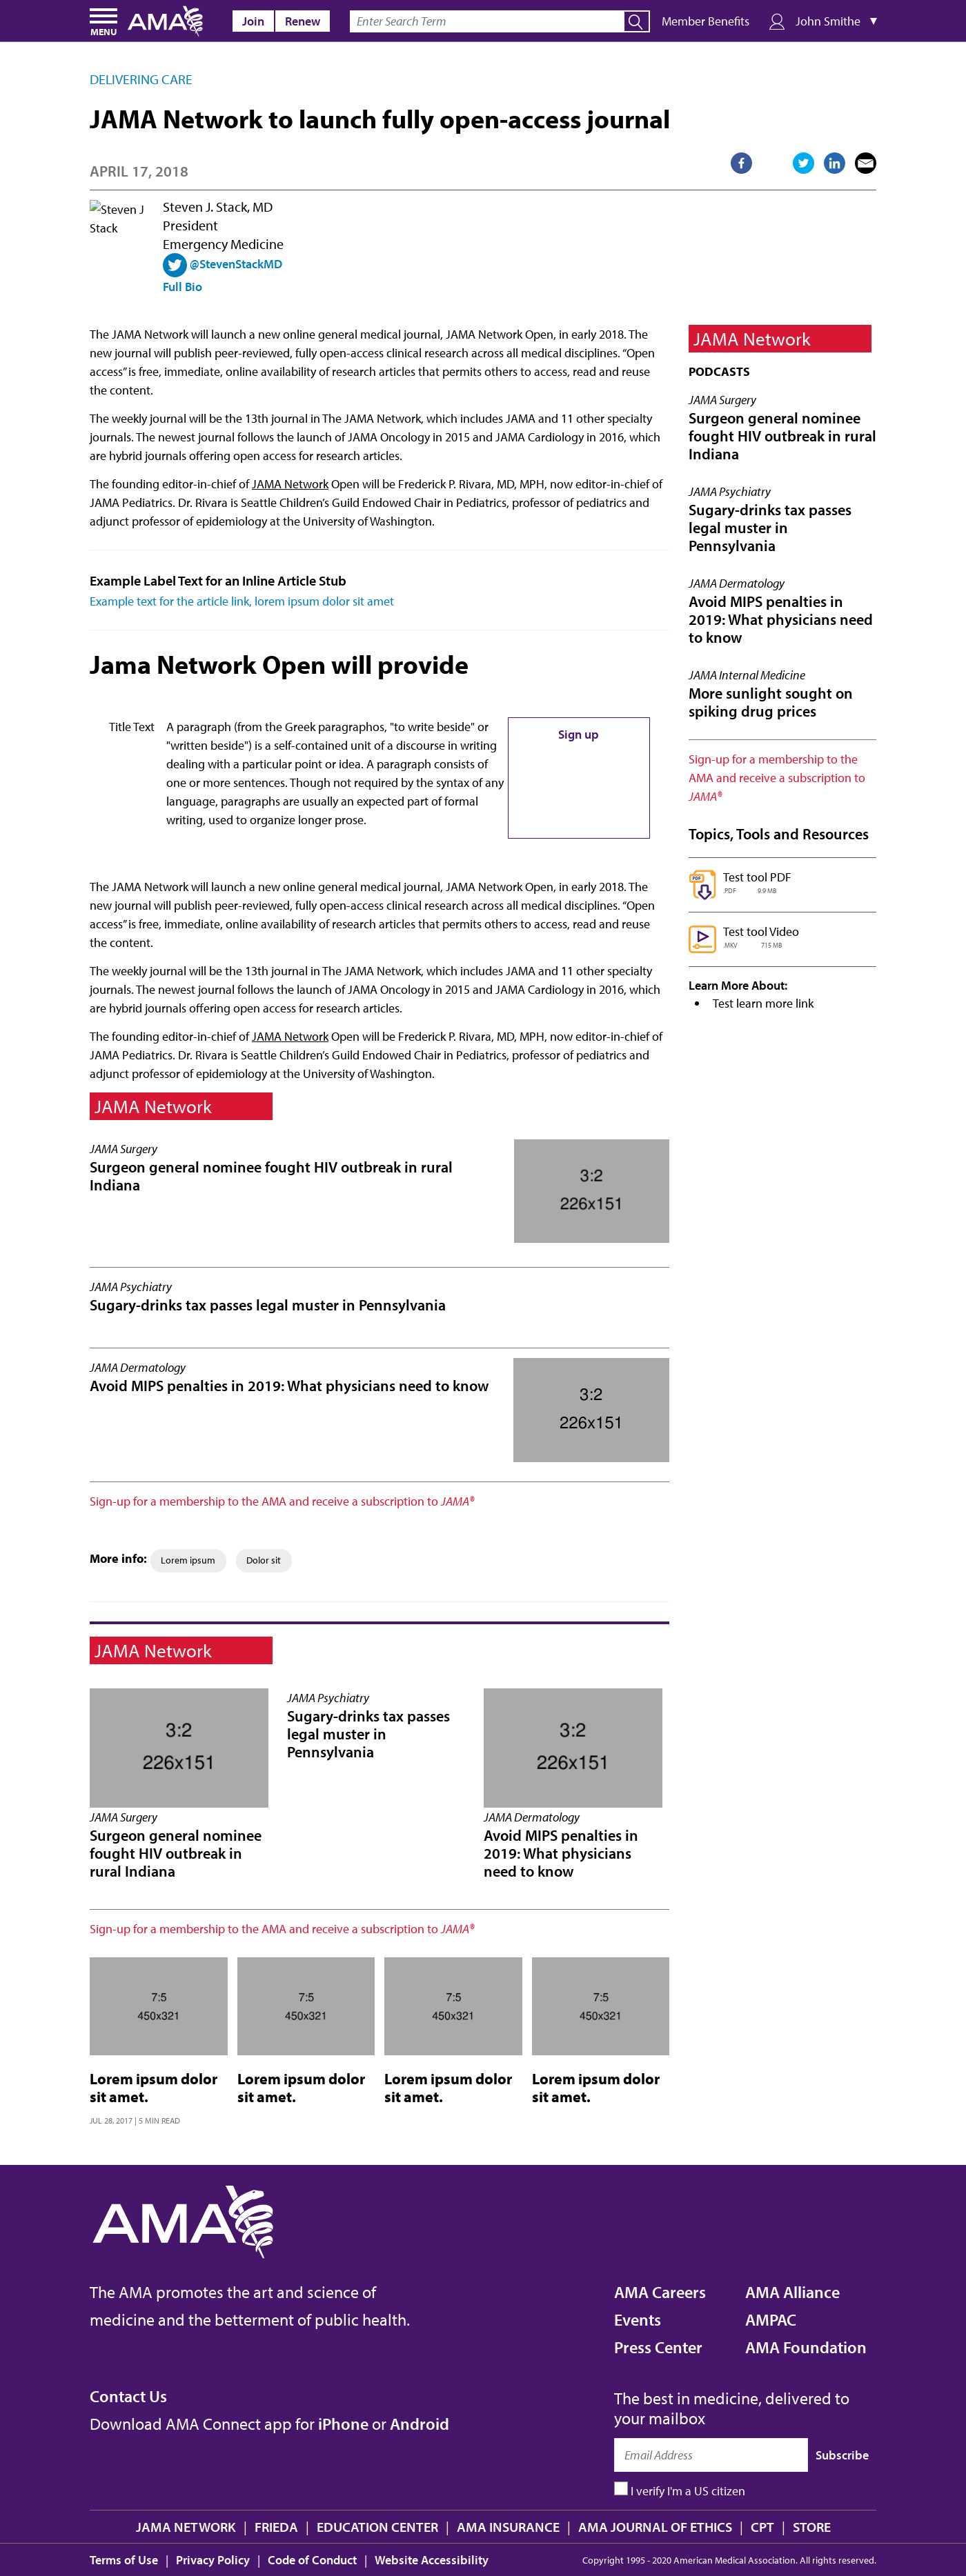 MENU
AMA
Join
Renew
Enter Search Term
Member Benefits
John Smithe ▼
DELIVERING CARE
JAMA Network to launch fully open-access journal
APRIL 17, 2018
Steven J Stack
Steven J. Stack, MD
President
Emergency Medicine
@StevenStackMD
Full Bio
The JAMA Network will launch a new online general medical journal, JAMA Network Open, in early 2018. The
new journal will publish peer-reviewed, fully open-access clinical research across all medical disciplines. “Open
access” is free, immediate, online availability of research articles that permits others to access, read and reuse
the content.
The weekly journal will be the 13th journal in The JAMA Network, which includes JAMA and 11 other specialty
journals. The newest journal follows the launch of JAMA Oncology in 2015 and JAMA Cardiology in 2016, which
are hybrid journals offering open access for research articles.
The founding editor-in-chief of JAMA Network Open will be Frederick P. Rivara, MD, MPH, now editor-in-chief of
JAMA Pediatrics. Dr. Rivara is Seattle Children’s Guild Endowed Chair in Pediatrics, professor of pediatrics and
adjunct professor of epidemiology at the University of Washington.
Example Label Text for an Inline Article Stub
Example text for the article link, lorem ipsum dolor sit amet
Jama Network Open will provide
Title Text
A paragraph (from the Greek paragraphos, "to write beside" or
"written beside") is a self-contained unit of a discourse in writing
dealing with a particular point or idea. A paragraph consists of
one or more sentences. Though not required by the syntax of any
language, paragraphs are usually an expected part of formal
writing, used to organize longer prose.
Sign up
The JAMA Network will launch a new online general medical journal, JAMA Network Open, in early 2018. The
new journal will publish peer-reviewed, fully open-access clinical research across all medical disciplines. “Open
access” is free, immediate, online availability of research articles that permits others to access, read and reuse
the content.
The weekly journal will be the 13th journal in The JAMA Network, which includes JAMA and 11 other specialty
journals. The newest journal follows the launch of JAMA Oncology in 2015 and JAMA Cardiology in 2016, which
are hybrid journals offering open access for research articles.
The founding editor-in-chief of JAMA Network Open will be Frederick P. Rivara, MD, MPH, now editor-in-chief of
JAMA Pediatrics. Dr. Rivara is Seattle Children’s Guild Endowed Chair in Pediatrics, professor of pediatrics and
adjunct professor of epidemiology at the University of Washington.
JAMA Network
JAMA Surgery
Surgeon general nominee fought HIV outbreak in rural
Indiana
3:2
226x151
JAMA Psychiatry
Sugary-drinks tax passes legal muster in Pennsylvania
JAMA Dermatology
Avoid MIPS penalties in 2019: What physicians need to know
3:2
226x151
Sign-up for a membership to the AMA and receive a subscription to JAMA®
More info:
Lorem ipsum
Dolor sit
JAMA Network
3:2
226x151
JAMA Surgery
Surgeon general nominee
fought HIV outbreak in
rural Indiana
JAMA Psychiatry
Sugary-drinks tax passes
legal muster in
Pennsylvania
3:2
226x151
JAMA Dermatology
Avoid MIPS penalties in
2019: What physicians
need to know
Sign-up for a membership to the AMA and receive a subscription to JAMA®
7:5
450x321
Lorem ipsum dolor
sit amet.
JUL 28, 2017 | 5 MIN READ
7:5
450x321
Lorem ipsum dolor
sit amet.
7:5
450x321
Lorem ipsum dolor
sit amet.
7:5
450x321
Lorem ipsum dolor
sit amet.
JAMA Network
PODCASTS
JAMA Surgery
Surgeon general nominee
fought HIV outbreak in rural
Indiana
JAMA Psychiatry
Sugary-drinks tax passes
legal muster in
Pennsylvania
JAMA Dermatology
Avoid MIPS penalties in
2019: What physicians need
to know
JAMA Internal Medicine
More sunlight sought on
spiking drug prices
Sign-up for a membership to the
AMA and receive a subscription to
JAMA®
Topics, Tools and Resources
PDF
Test tool PDF
.PDF 9.9 MB
Test tool Video
.MKV 715 MB
Learn More About:
• Test learn more link
AMA
The AMA promotes the art and science of
medicine and the betterment of public health.
AMA Careers
Events
Press Center
AMA Alliance
AMPAC
AMA Foundation
Contact Us
Download AMA Connect app for iPhone or Android
The best in medicine, delivered to
your mailbox
Email Address
Subscribe
I verify I'm a US citizen
JAMA NETWORK | FRIEDA | EDUCATION CENTER | AMA INSURANCE | AMA JOURNAL OF ETHICS | CPT | STORE
Terms of Use | Privacy Policy | Code of Conduct | Website Accessibility
Copyright 1995 - 2020 American Medical Association. All rights reserved.